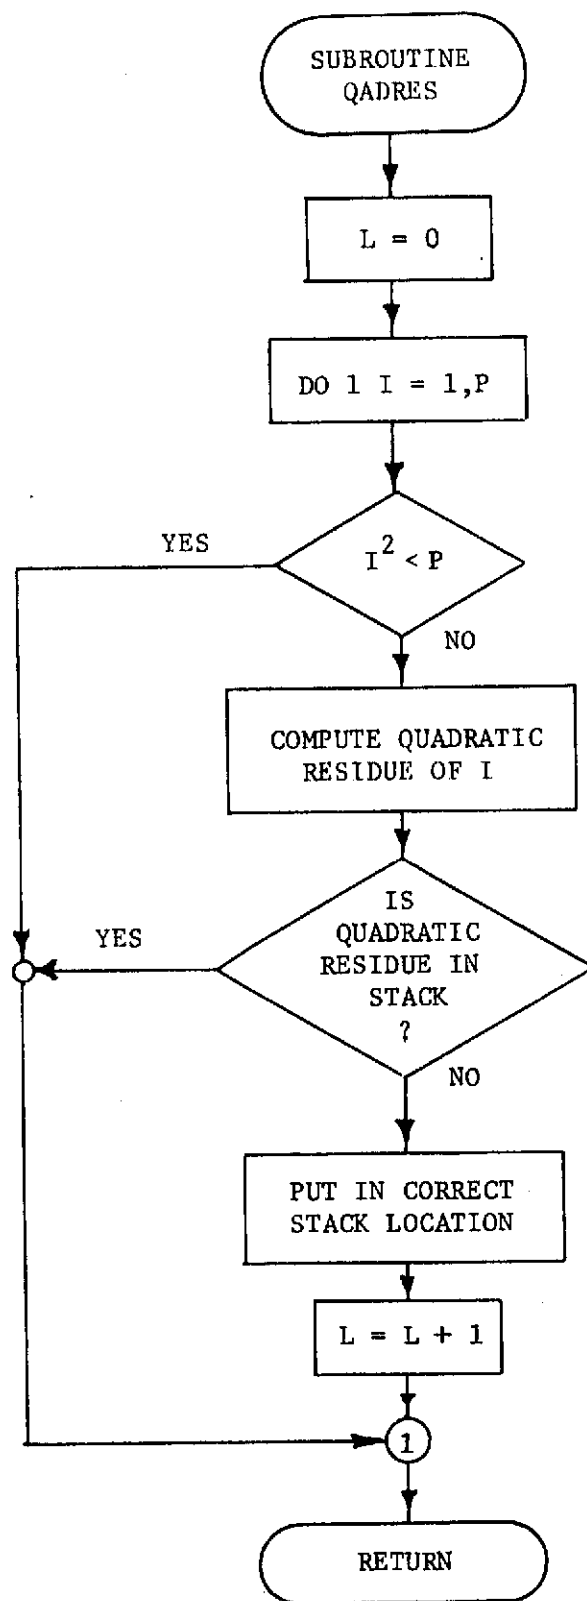 SUBROUTINE
QADRES
L = 0
DO 1 I = 1,P
YES
I² < P
NO
COMPUTE QUADRATIC
RESIDUE OF I
IS
QUADRATIC
RESIDUE IN
STACK
?
YES
NO
PUT IN CORRECT
STACK LOCATION
L = L + 1
1
RETURN